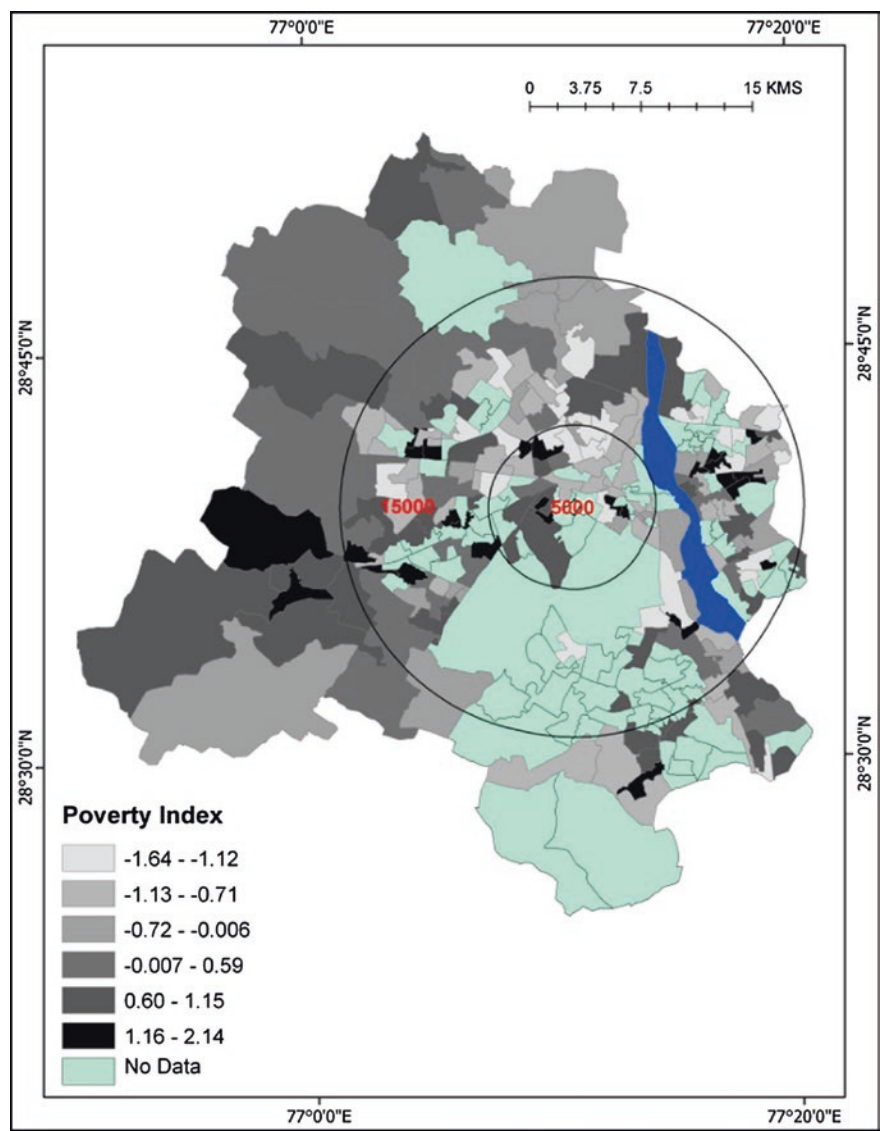 77°0'0"E 77°20'0"E
0 3.75 7.5 15 KMS
28°45'0"N 28°45'0"N
15000 5000
28°30'0"N 28°30'0"N
Poverty Index
-1.64 - -1.12
-1.13 - -0.71
-0.72 - -0.006
-0.007 - 0.59
0.60 - 1.15
1.16 - 2.14
No Data
77°0'0"E 77°20'0"E